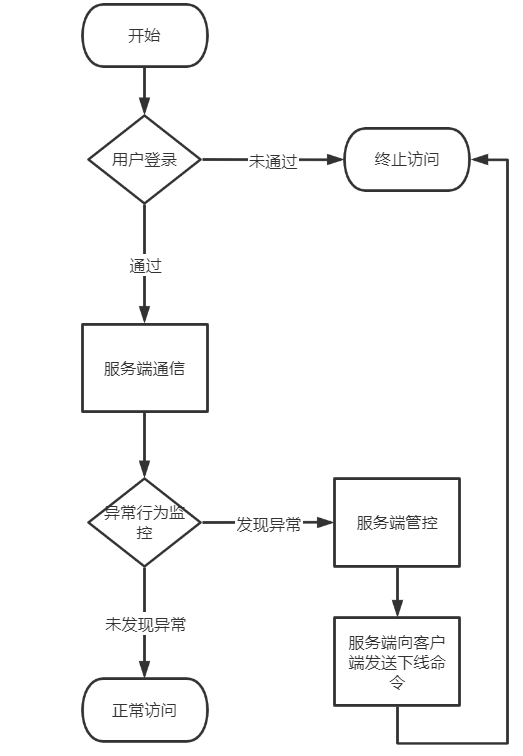 开始
用户登录
未通过
终止访问
通过
服务端通信
异常行为监
控
发现异常
服务端管控
未发现异常
服务端向客户
端发送下线命
令
正常访问